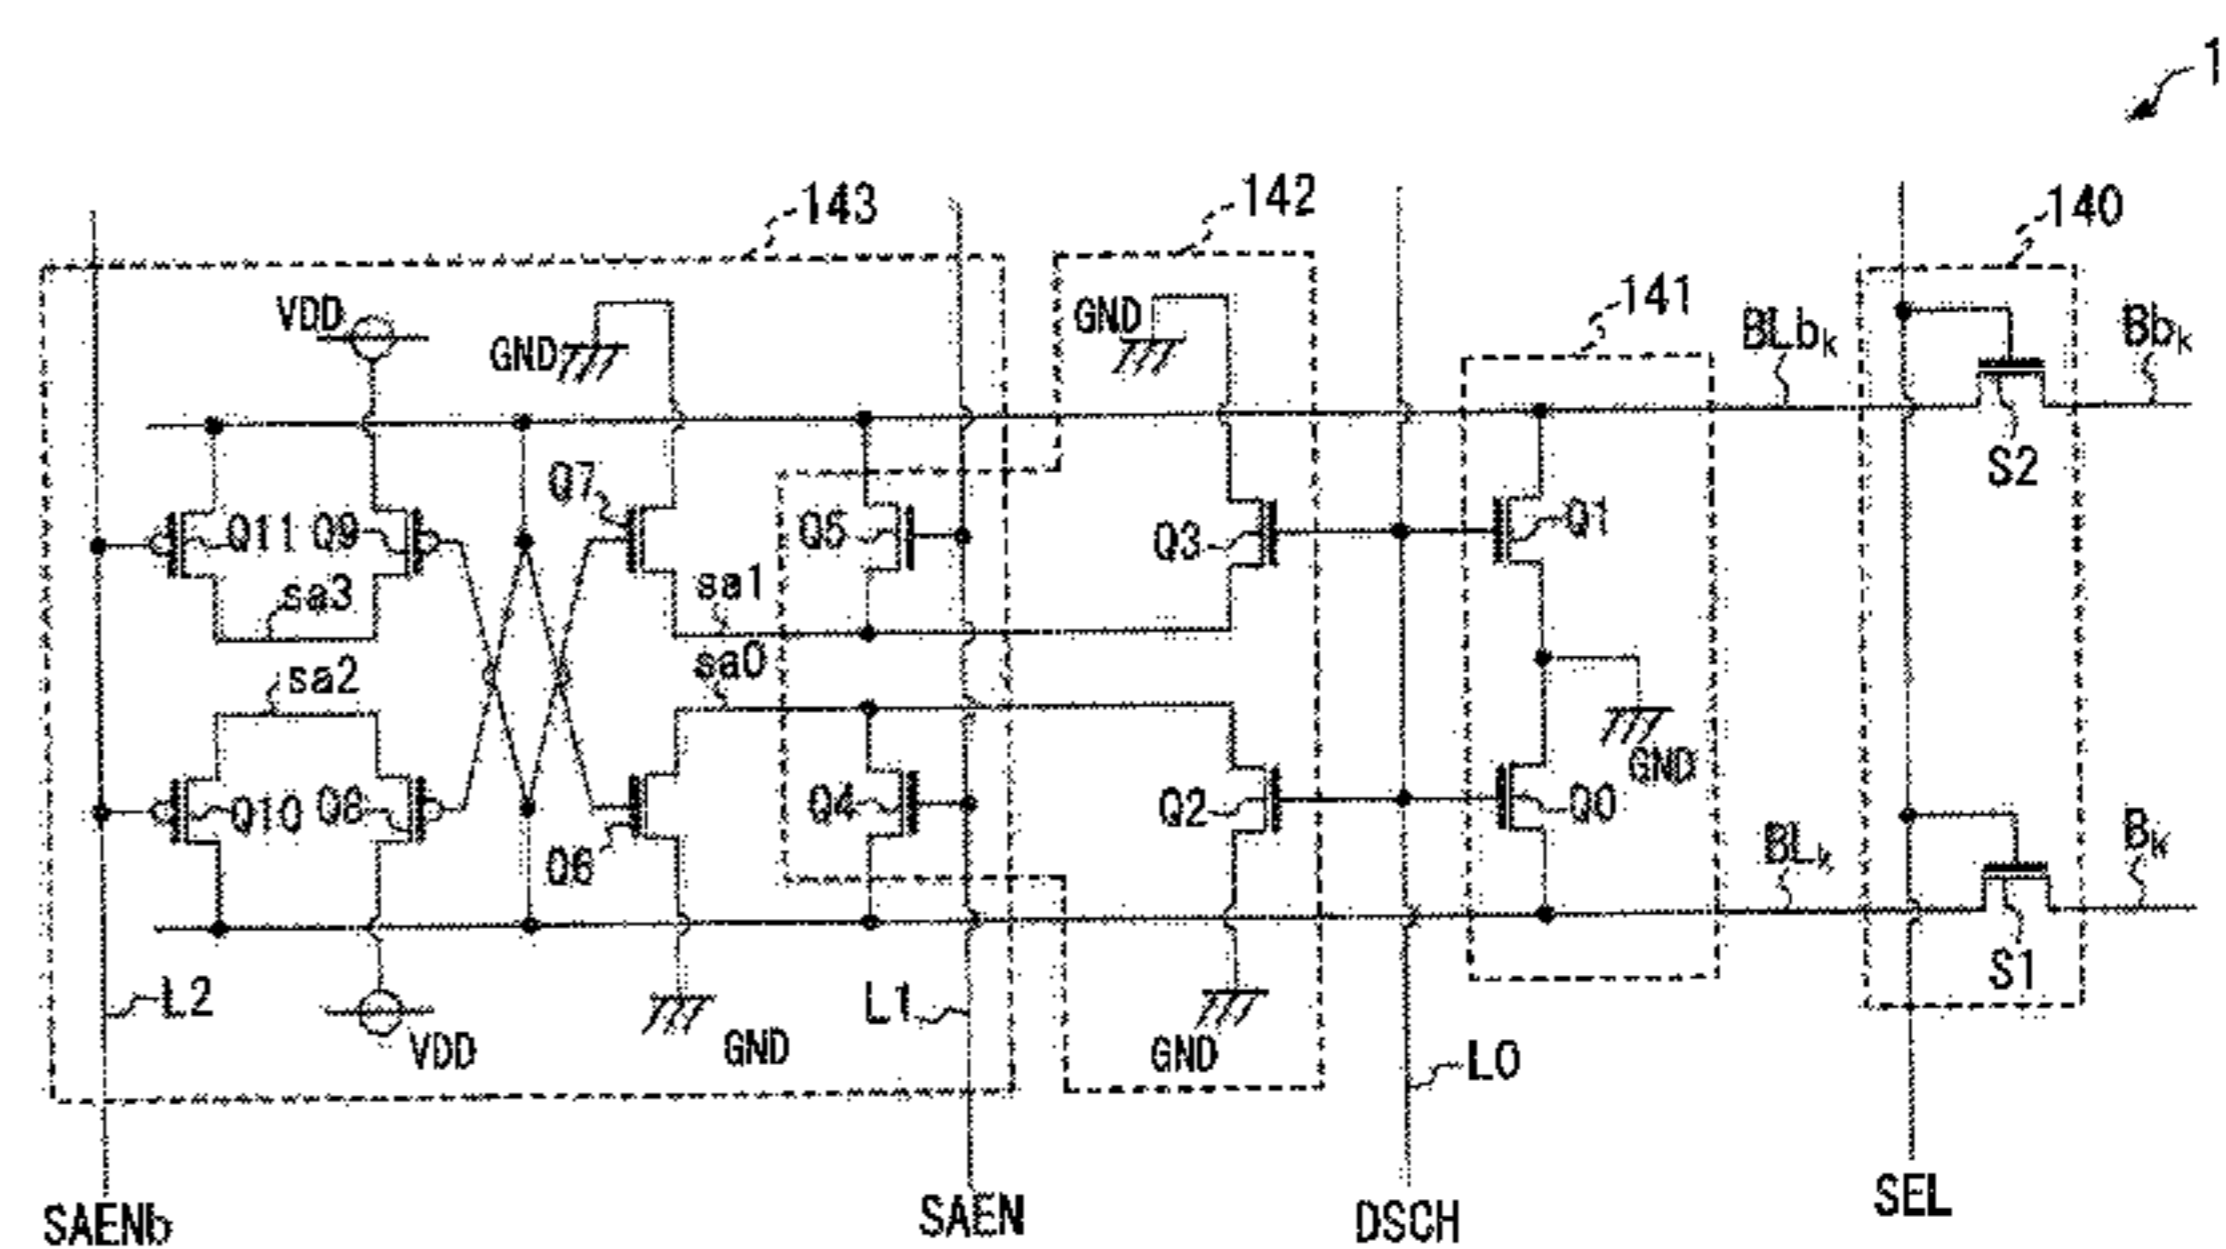 1
143
142
140
141
VDD
GND
GND
BLbk
Bbk
Q7
S2
Q11
Q9
Q5
Q3
Q1
sa3
sa1
sa0
sa2
GND
Q10
Q8
Q4
Q2
Q0
Q6
BLk
Bk
S1
L2
L1
VDD
GND
GND
L0
SAENb
SAEN
DSCH
SEL